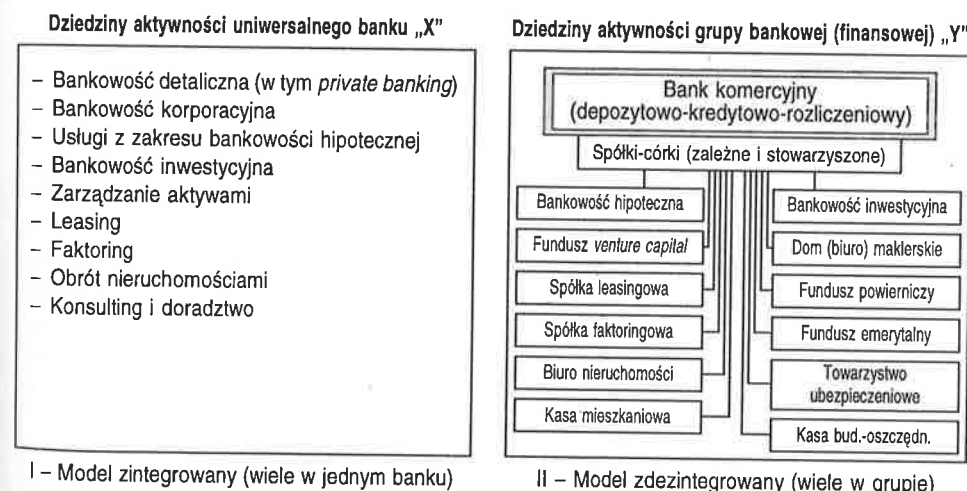 Dziedziny aktywności uniwersalnego banku „X”
– Bankowość detaliczna (w tym private banking)
– Bankowość korporacyjna
– Usługi z zakresu bankowości hipotecznej
– Bankowość inwestycyjna
– Zarządzanie aktywami
– Leasing
– Faktoring
– Obrót nieruchomościami
– Konsulting i doradztwo
I – Model zintegrowany (wiele w jednym banku)
Dziedziny aktywności grupy bankowej (finansowej) „Y”
Bank komercyjny
(depozytowo-kredytowo-rozliczeniowy)
Spółki-córki (zależne i stowarzyszone)
Bankowość hipoteczna
Fundusz venture capital
Spółka leasingowa
Spółka faktoringowa
Biuro nieruchomości
Kasa mieszkaniowa
Bankowość inwestycyjna
Dom (biuro) maklerskie
Fundusz powierniczy
Fundusz emerytalny
Towarzystwo
ubezpieczeniowe
Kasa bud.-oszczędn.
II – Model zdezintegrowany (wiele w grupie)